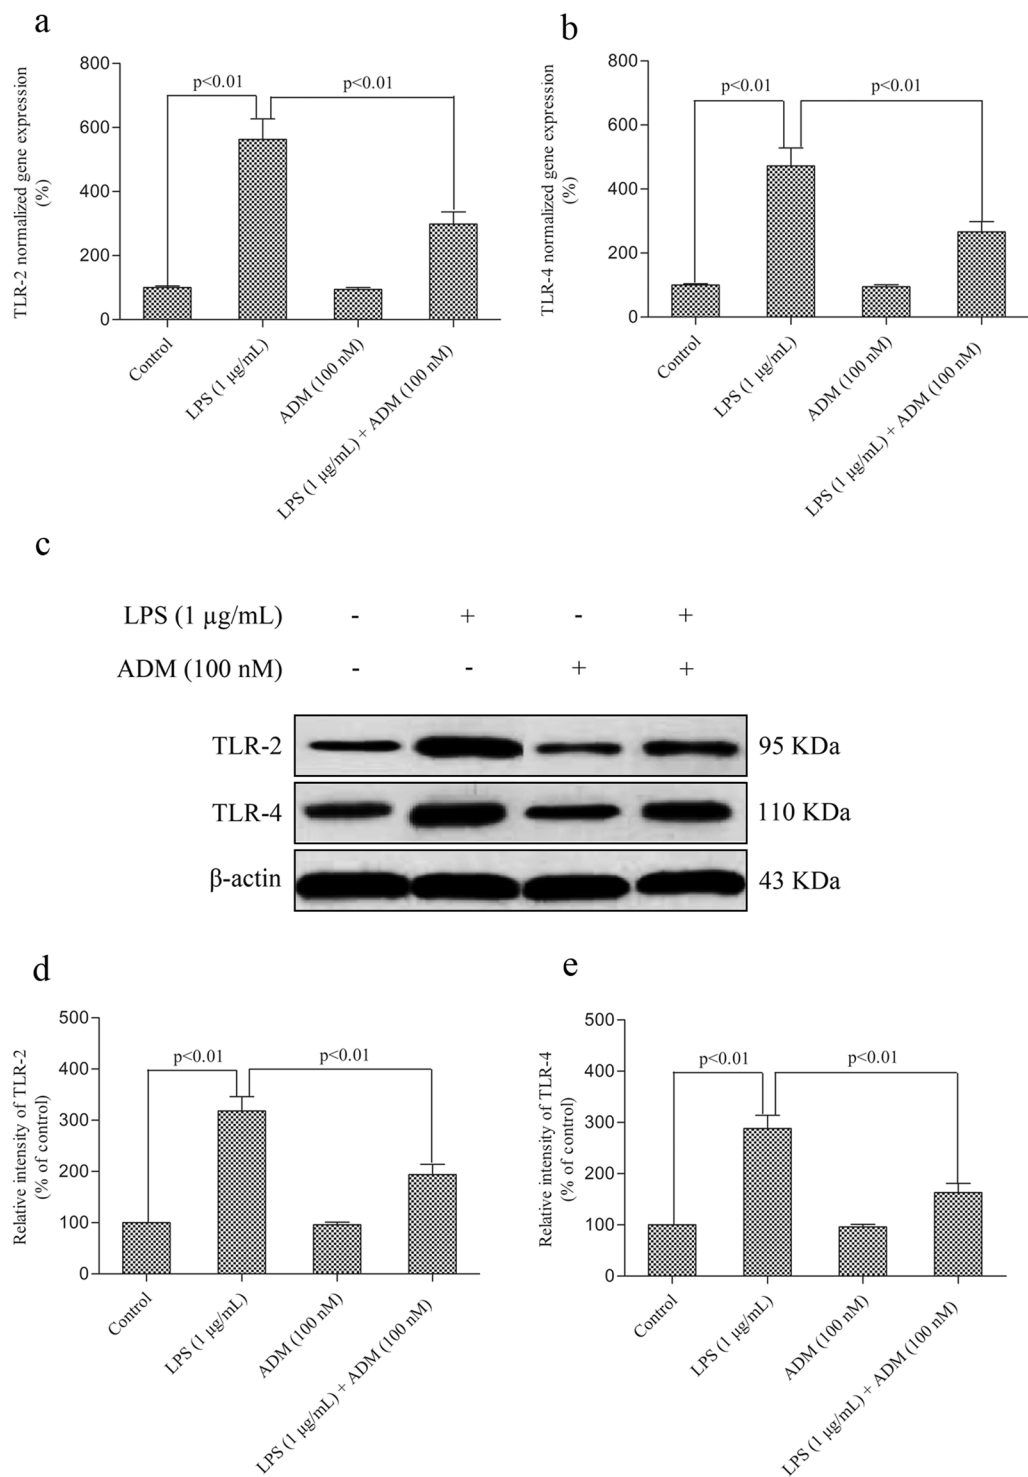 a
TLR-2 normalized gene expression
(%)
800
600
400
200
0
p<0.01
p<0.01
Control
LPS (1 µg/mL)
ADM (100 nM)
LPS (1 µg/mL) + ADM (100 nM)
b
TLR-4 normalized gene expression
(%)
800
600
400
200
0
p<0.01
p<0.01
Control
LPS (1 µg/mL)
ADM (100 nM)
LPS (1 µg/mL) + ADM (100 nM)
c
LPS (1 µg/mL) - + - +
ADM (100 nM) - - + +
TLR-2 95 KDa
TLR-4 110 KDa
β-actin 43 KDa
d
Relative intensity of TLR-2
(% of control)
500
400
300
200
100
0
p<0.01
p<0.01
Control
LPS (1 µg/mL)
ADM (100 nM)
LPS (1 µg/mL) + ADM (100 nM)
e
Relative intensity of TLR-4
(% of control)
500
400
300
200
100
0
p<0.01
p<0.01
Control
LPS (1 µg/mL)
ADM (100 nM)
LPS (1 µg/mL) + ADM (100 nM)